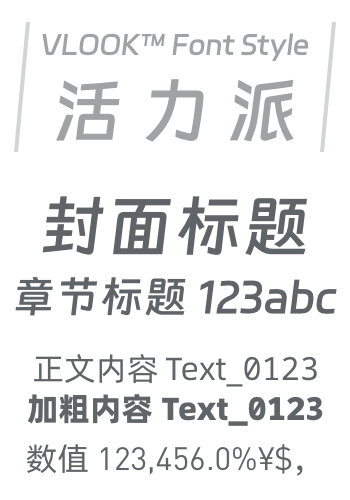 VLOOK™ Font Style
活力派
封面标题
章节标题 123abc
正文内容 Text_0123
加粗内容 Text_0123
数值 123,456.0%¥$，